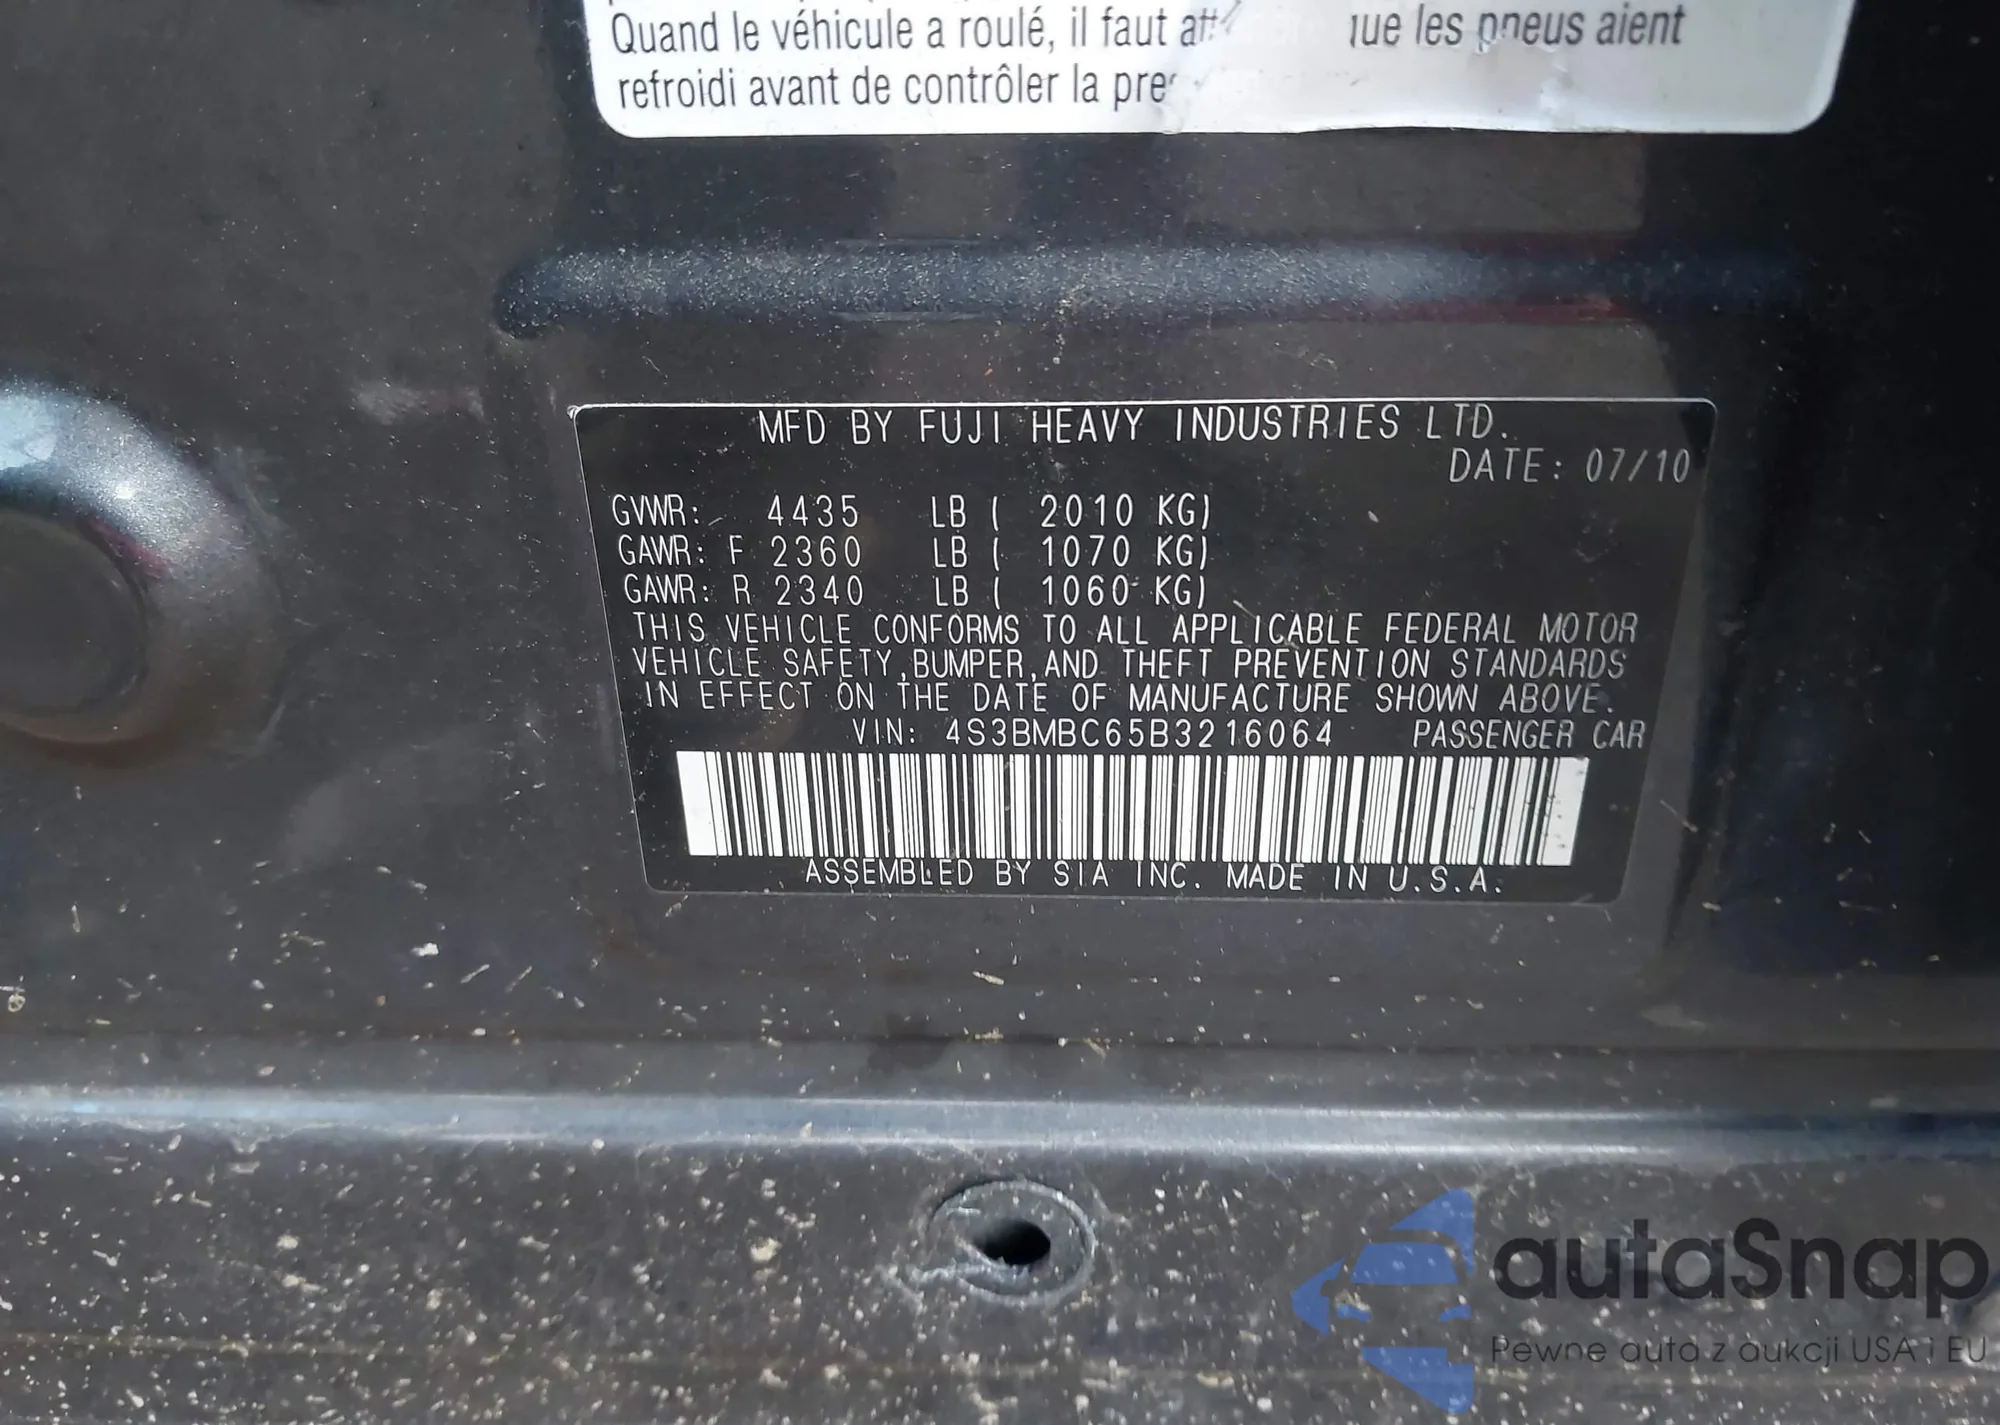 Quand le véhicule a roulé, il faut les pneus aient
refroidi avant de contrôler la
MFD BY FUJI HEAVY INDUSTRIES LTD.
DATE: 07/10
GVWR: 4435 LB ( 2010 KG)
GAWR: F 2360 LB ( 1070 KG)
GAWR: R 2340 LB ( 1060 KG)
THIS VEHICLE CONFORMS TO ALL APPLICABLE FEDERAL MOTOR
VEHICLE SAFETY,BUMPER,AND THEFT PREVENTION STANDARDS
IN EFFECT ON THE DATE OF MANUFACTURE SHOWN ABOVE.
VIN: 4S3BMBC65B3216064 PASSENGER CAR
ASSEMBLED BY SIA INC. MADE IN U.S.A.
autaSnap
Pewne auta z aukcji USA i EU